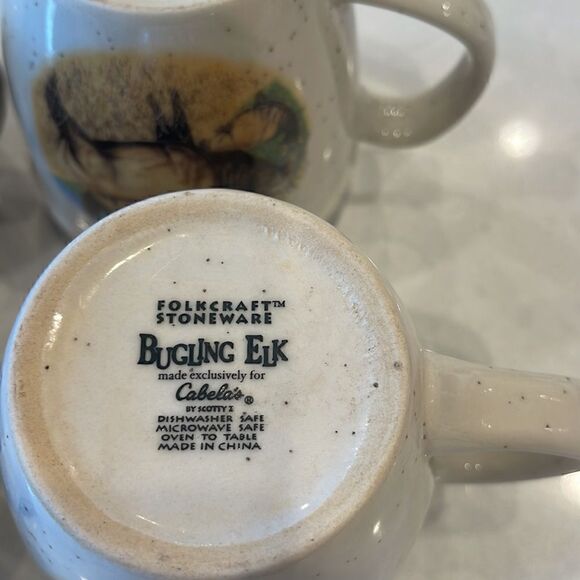 FOLKCRAFT™
STONEWARE
BUGLING ELK
made exclusively for
Cabela's®
BY SCOTTY Z
DISHWASHER SAFE
MICROWAVE SAFE
OVEN TO TABLE
MADE IN CHINA